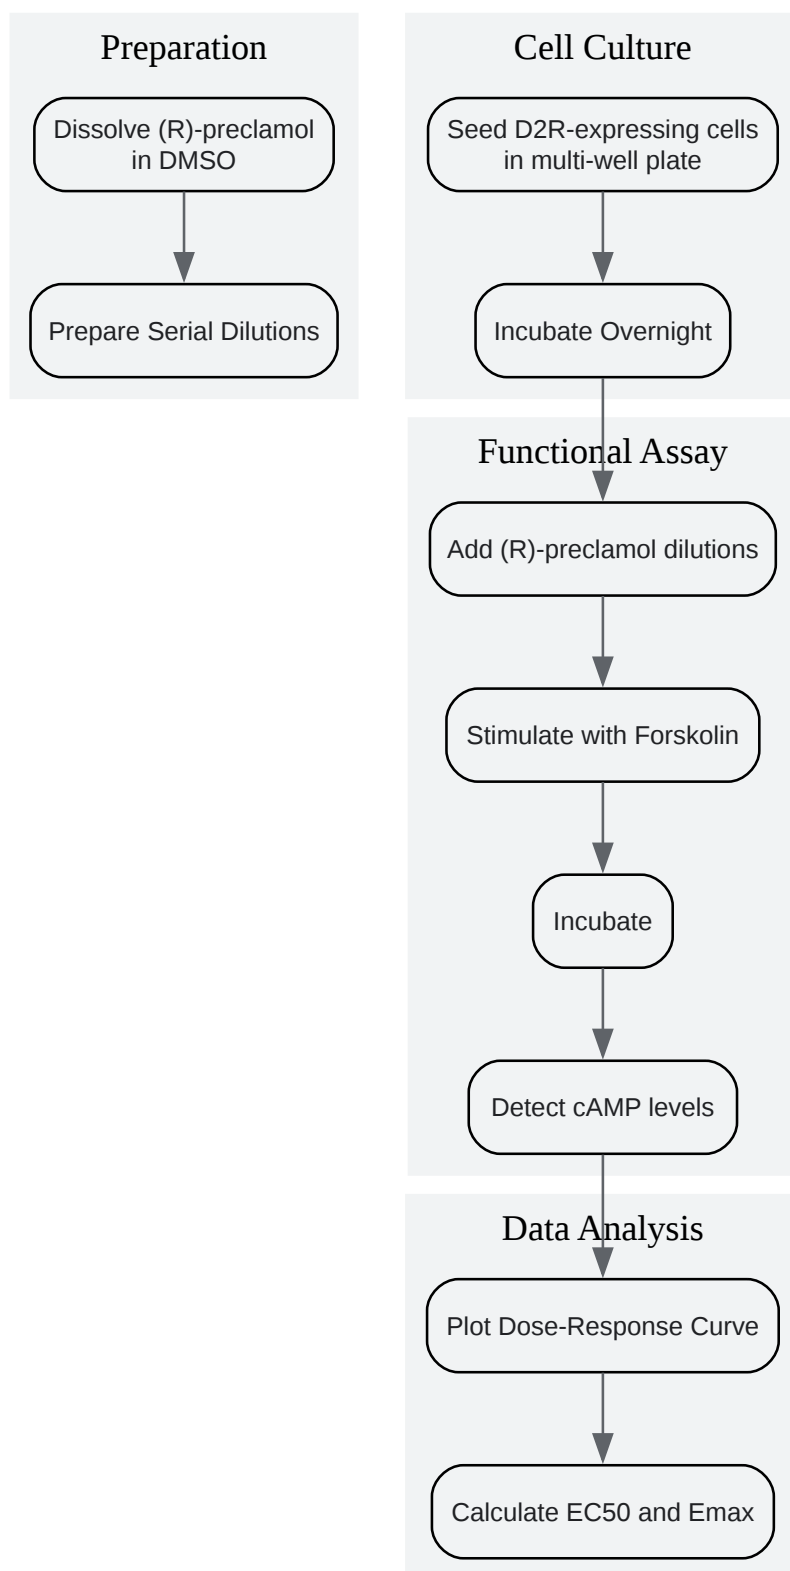 Preparation
Dissolve (R)-preclamol
in DMSO
Prepare Serial Dilutions
Cell Culture
Seed D2R-expressing cells
in multi-well plate
Incubate Overnight
Functional Assay
Add (R)-preclamol dilutions
Stimulate with Forskolin
Incubate
Detect cAMP levels
Data Analysis
Plot Dose-Response Curve
Calculate EC50 and Emax